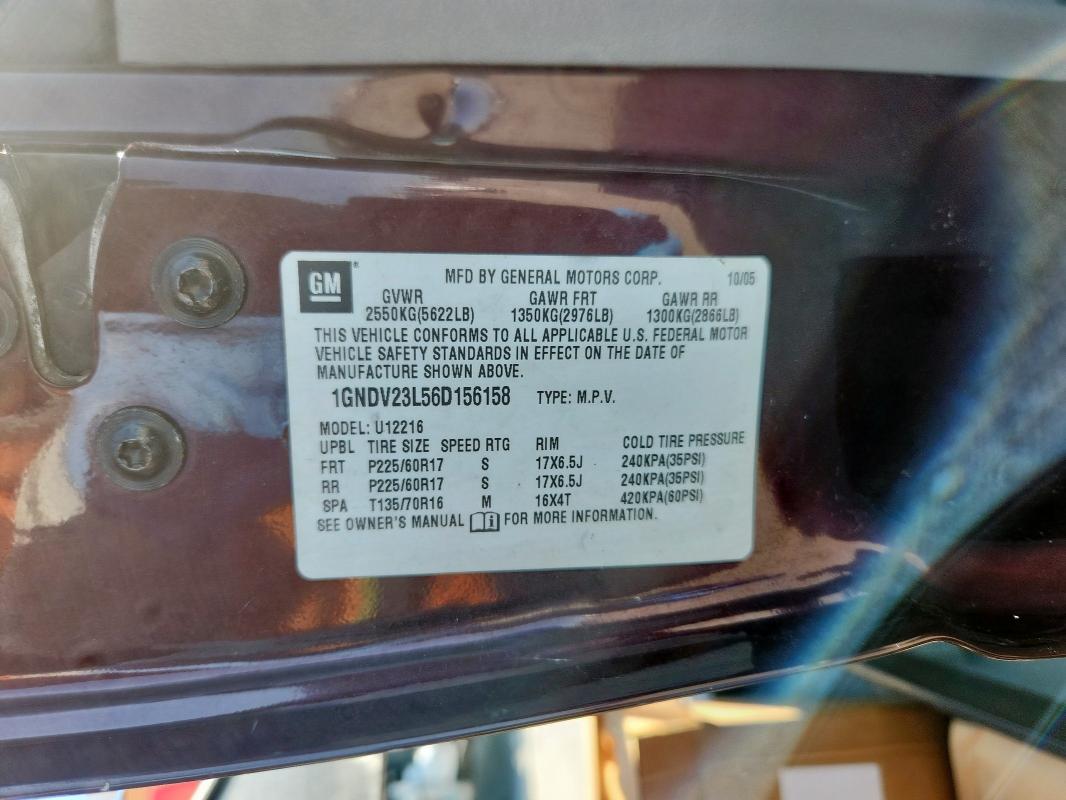 GM MFD BY GENERAL MOTORS CORP. 10/05
GVWR GAWR FRT GAWR RR
2550KG(5622LB) 1350KG(2976LB) 1300KG(2866LB)
THIS VEHICLE CONFORMS TO ALL APPLICABLE U.S. FEDERAL MOTOR
VEHICLE SAFETY STANDARDS IN EFFECT ON THE DATE OF
MANUFACTURE SHOWN ABOVE.
1GNDV23L56D156158 TYPE: M.P.V.
MODEL: U12216
UPBL TIRE SIZE SPEED RTG RIM COLD TIRE PRESSURE
FRT P225/60R17 S 17X6.5J 240KPA(35PSI)
RR P225/60R17 S 17X6.5J 240KPA(35PSI)
SPA T135/70R16 M 16X4T 420KPA(60PSI)
SEE OWNER'S MANUAL i FOR MORE INFORMATION.